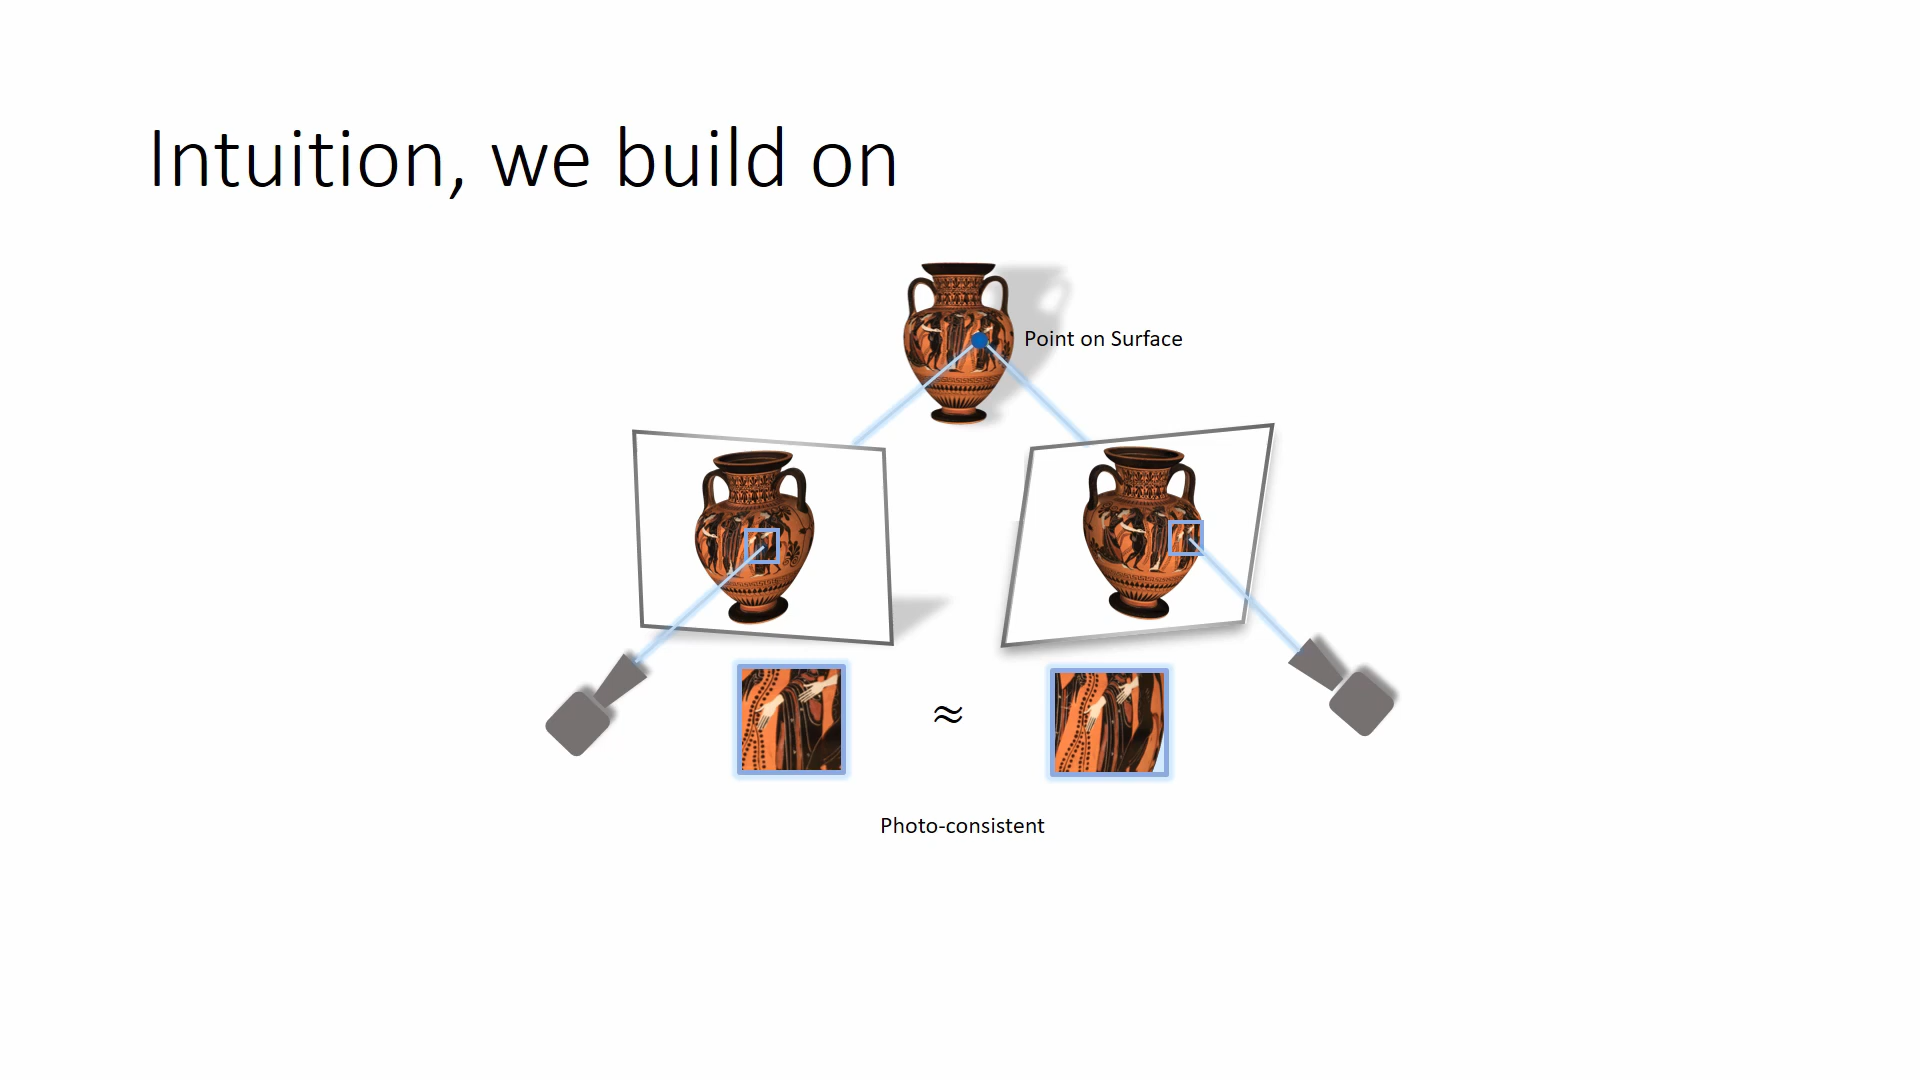 Intuition, we build on
Point on Surface
≈
Photo-consistent